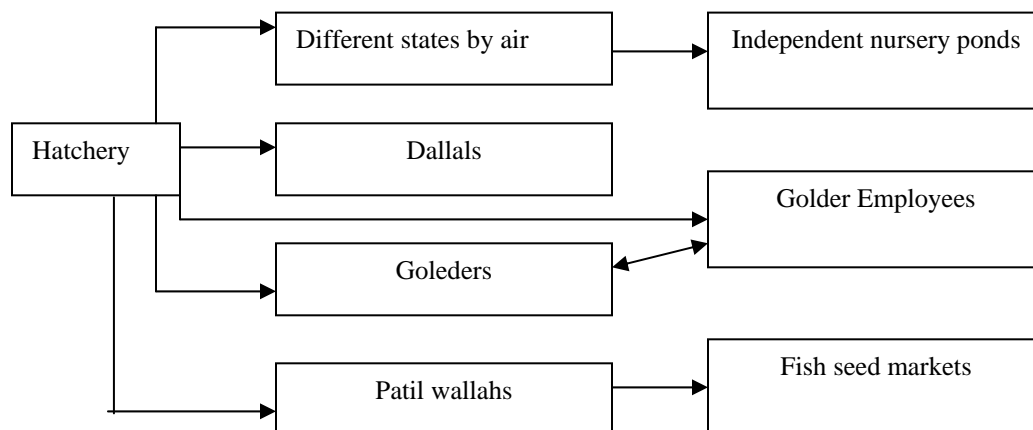 Different states by air
Independent nursery ponds
Hatchery
Dallals
Golder Employees
Goleders
Patil wallahs
Fish seed markets